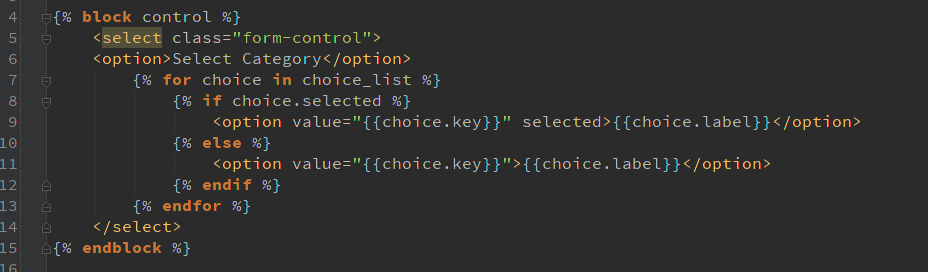 4 {% block control %}
5 <select class="form-control">
6 <option>Select Category</option>
7 {% for choice in choice_list %}
8 {% if choice.selected %}
9 <option value="{{choice.key}}" selected>{{choice.label}}</option>
10 {% else %}
11 <option value="{{choice.key}}">{{choice.label}}</option>
12 {% endif %}
13 {% endfor %}
14 </select>
15 {% endblock %}
16